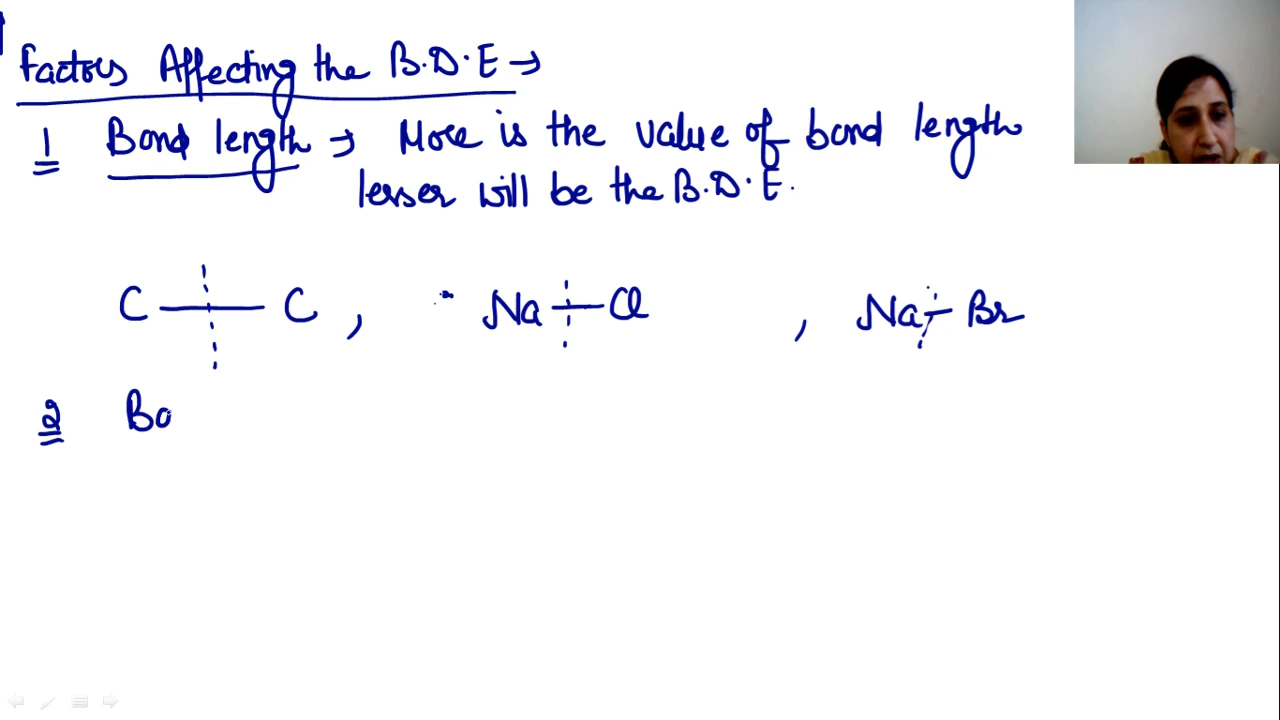 Factors Affecting the B.D.E →
1 Bond length → More is the value of bond length
lesser will be the B.D.E.
C — C , Na — Cl , Na — Br
2 Bo